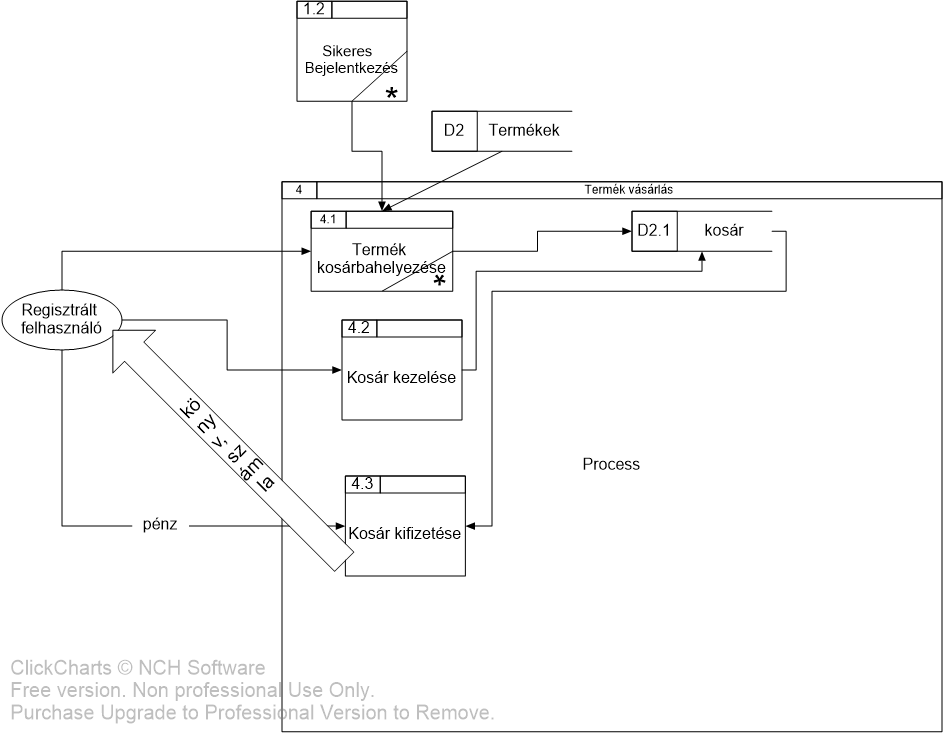 1.2
Sikeres
Bejelentkezés
*
D2 Termékek
4 Termék vásárlás
4.1
Termék
kosárbahelyezése
*
D2.1 kosár
Regisztrált
felhasználó
4.2
Kosár kezelése
kö
ny
v,
sz
ám
la
Process
4.3
Kosár kifizetése
pénz
ClickCharts © NCH Software
Free version. Non professional Use Only.
Purchase Upgrade to Professional Version to Remove.